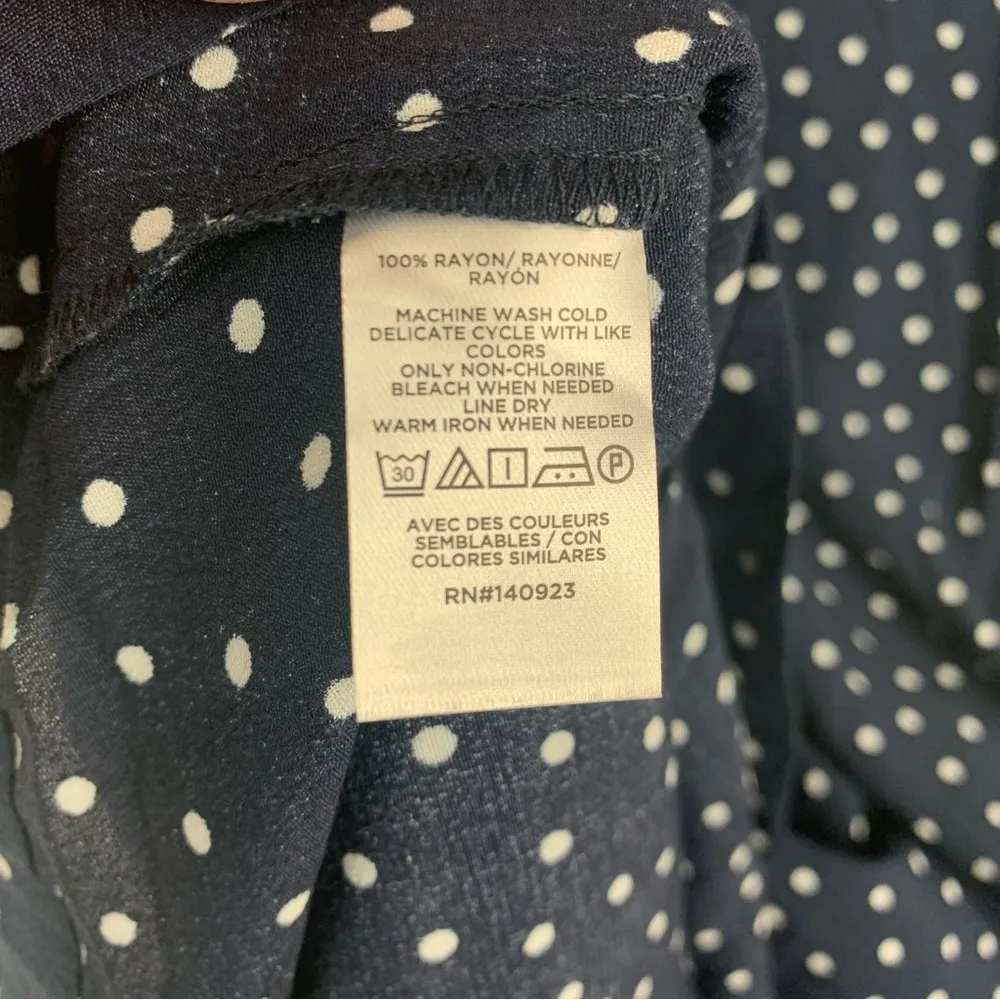 100% RAYON/ RAYONNE/
RAYÓN
MACHINE WASH COLD
DELICATE CYCLE WITH LIKE
COLORS
ONLY NON-CHLORINE
BLEACH WHEN NEEDED
LINE DRY
WARM IRON WHEN NEEDED
30 P
AVEC DES COULEURS
SEMBLABLES / CON
COLORES SIMILARES
RN#140923